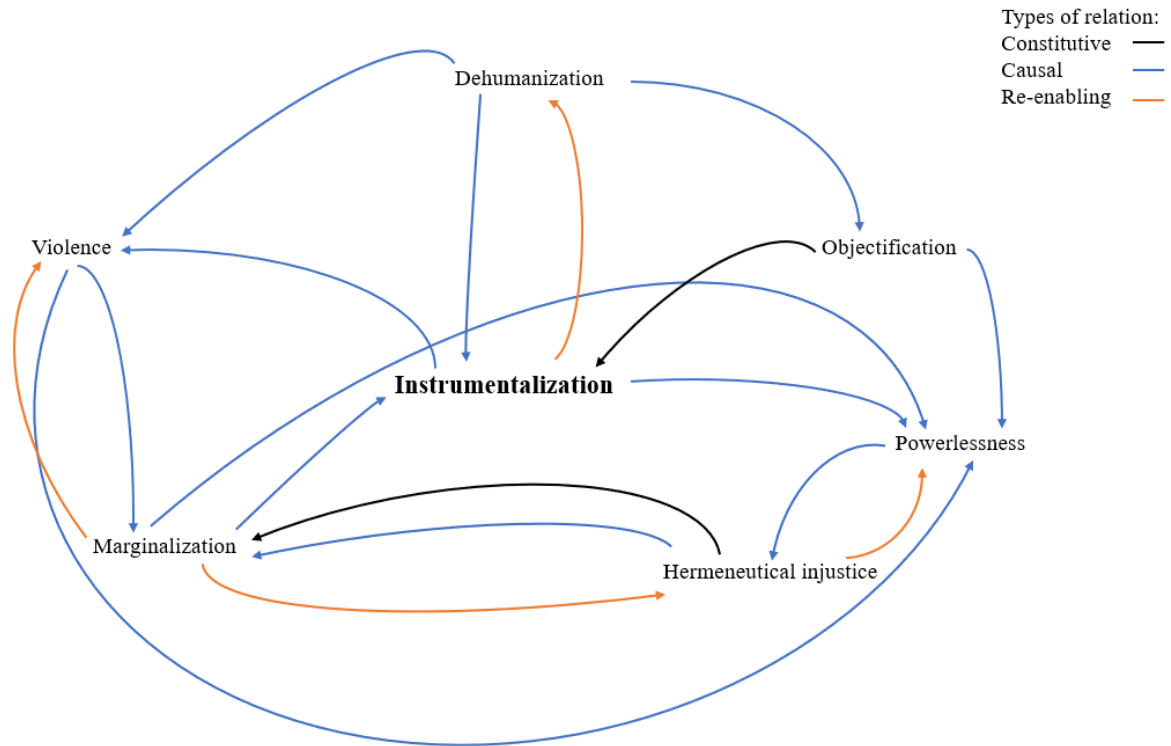 Types of relation:
Constitutive
Causal
Re-enabling
Dehumanization
Violence
Objectification
Instrumentalization
Powerlessness
Marginalization
Hermeneutical injustice